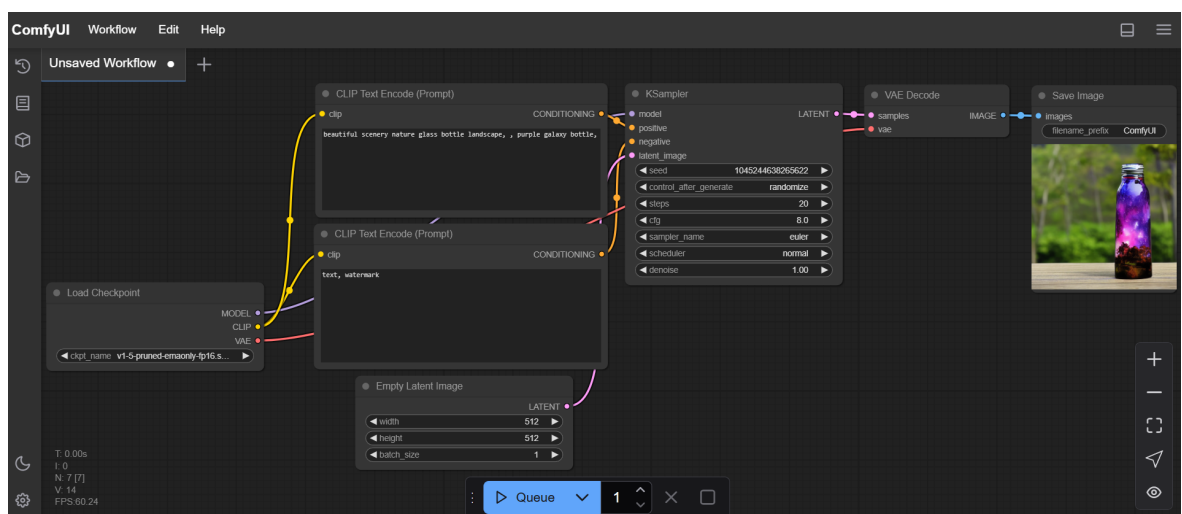 ComfyUI Workflow Edit Help
Unsaved Workflow
CLIP Text Encode (Prompt)
clip CONDITIONING
beautiful scenery nature glass bottle landscape, , purple galaxy bottle,
CLIP Text Encode (Prompt)
clip CONDITIONING
text, watermark
Load Checkpoint
MODEL
CLIP
VAE
ckpt_name v1-5-pruned-emaonly-fp16.s...
Empty Latent Image
LATENT
width 512
height 512
batch_size 1
KSampler
model LATENT
positive
negative
latent_image
seed 1045244638265622
control_after_generate randomize
steps 20
cfg 8.0
sampler_name euler
scheduler normal
denoise 1.00
VAE Decode
samples IMAGE
vae
Save Image
images
filename_prefix ComfyUI
T: 0.00s
I: 0
N: 7 [7]
V: 14
FPS:60.24
Queue 1